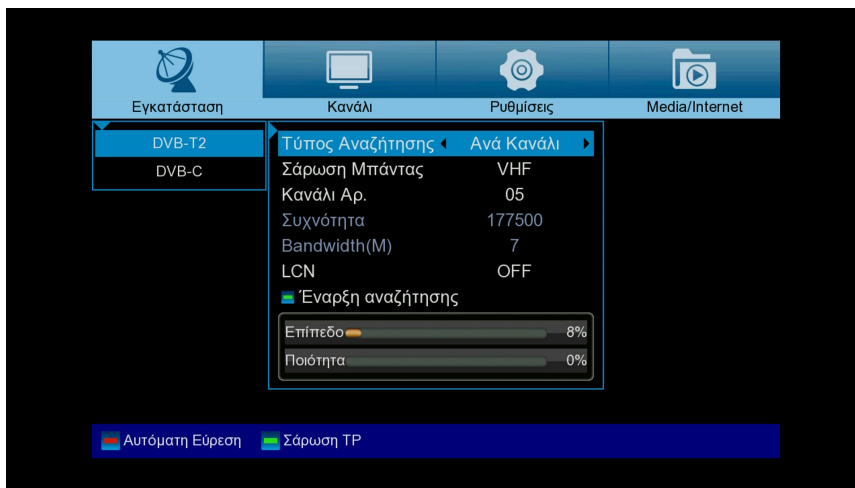 Εγκατάσταση Κανάλι Ρυθμίσεις Media/Internet
DVB-T2
DVB-C
Τύπος Αναζήτησης Ανά Κανάλι
Σάρωση Μπάντας VHF
Κανάλι Αρ. 05
Συχνότητα 177500
Bandwidth(M) 7
LCN OFF
Έναρξη αναζήτησης
Επίπεδο 8%
Ποιότητα 0%
Αυτόματη Εύρεση Σάρωση TP